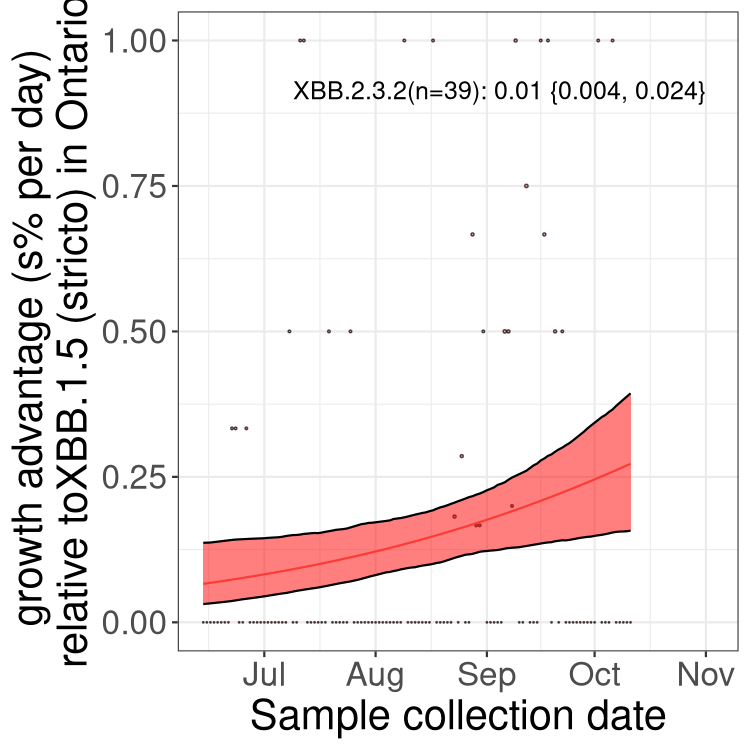 growth advantage (s% per day)
relative toXBB.1.5 (stricto) in Ontario
1.00
0.75
0.50
0.25
0.00
XBB.2.3.2(n=39): 0.01 {0.004, 0.024}
Jul Aug Sep Oct Nov
Sample collection date